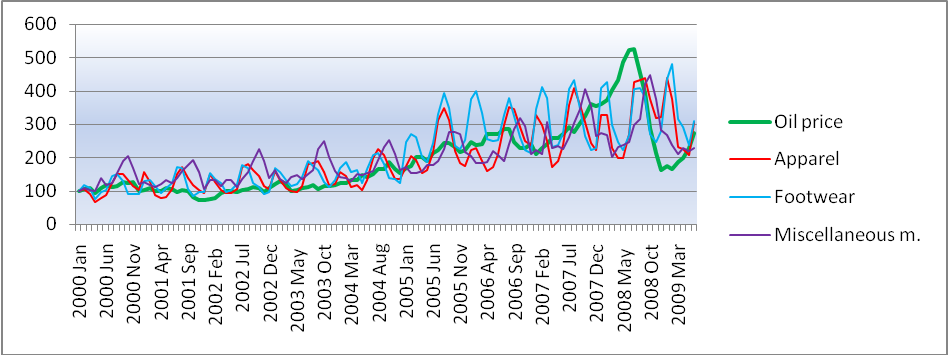 600
500
400
300
200
100
0
2000 Jan
2000 Jun
2000 Nov
2001 Apr
2001 Sep
2002 Feb
2002 Jul
2002 Dec
2003 May
2003 Oct
2004 Mar
2004 Aug
2005 Jan
2005 Jun
2005 Nov
2006 Apr
2006 Sep
2007 Feb
2007 Jul
2007 Dec
2008 May
2008 Oct
2009 Mar
Oil price
Apparel
Footwear
Miscellaneous m.